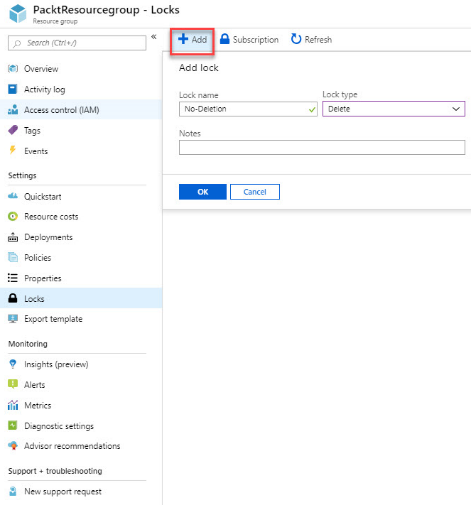 PacktResourcegroup - Locks
Resource group
Search (Ctrl+/)
«
Add
Subscription
Refresh
Overview
Activity log
Access control (IAM)
Tags
Events
Settings
Quickstart
Resource costs
Deployments
Policies
Properties
Locks
Export template
Monitoring
Insights (preview)
Alerts
Metrics
Diagnostic settings
Advisor recommendations
Support + troubleshooting
New support request
Add lock
Lock name
Lock type
No-Deletion
Delete
Notes
OK
Cancel